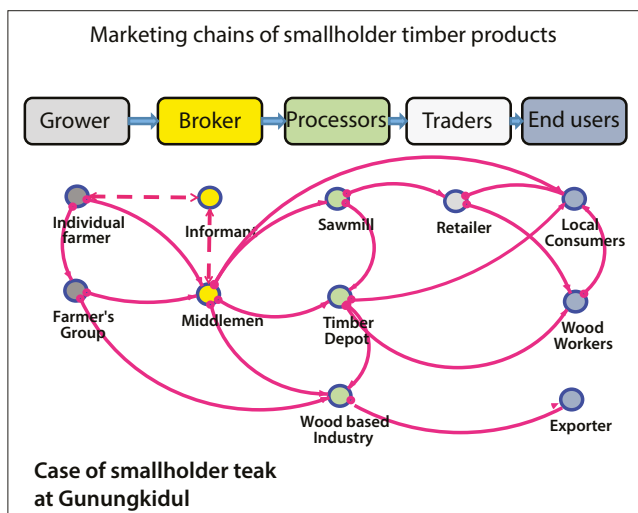 Marketing chains of smallholder timber products
Grower
Broker
Processors
Traders
End users
Individual
farmer
Informan
Sawmill
Retailer
Local
Consumers
Farmer's
Group
Middlemen
Timber
Depot
Wood
Workers
Wood based
Industry
Exporter
Case of smallholder teak
at Gunungkidul